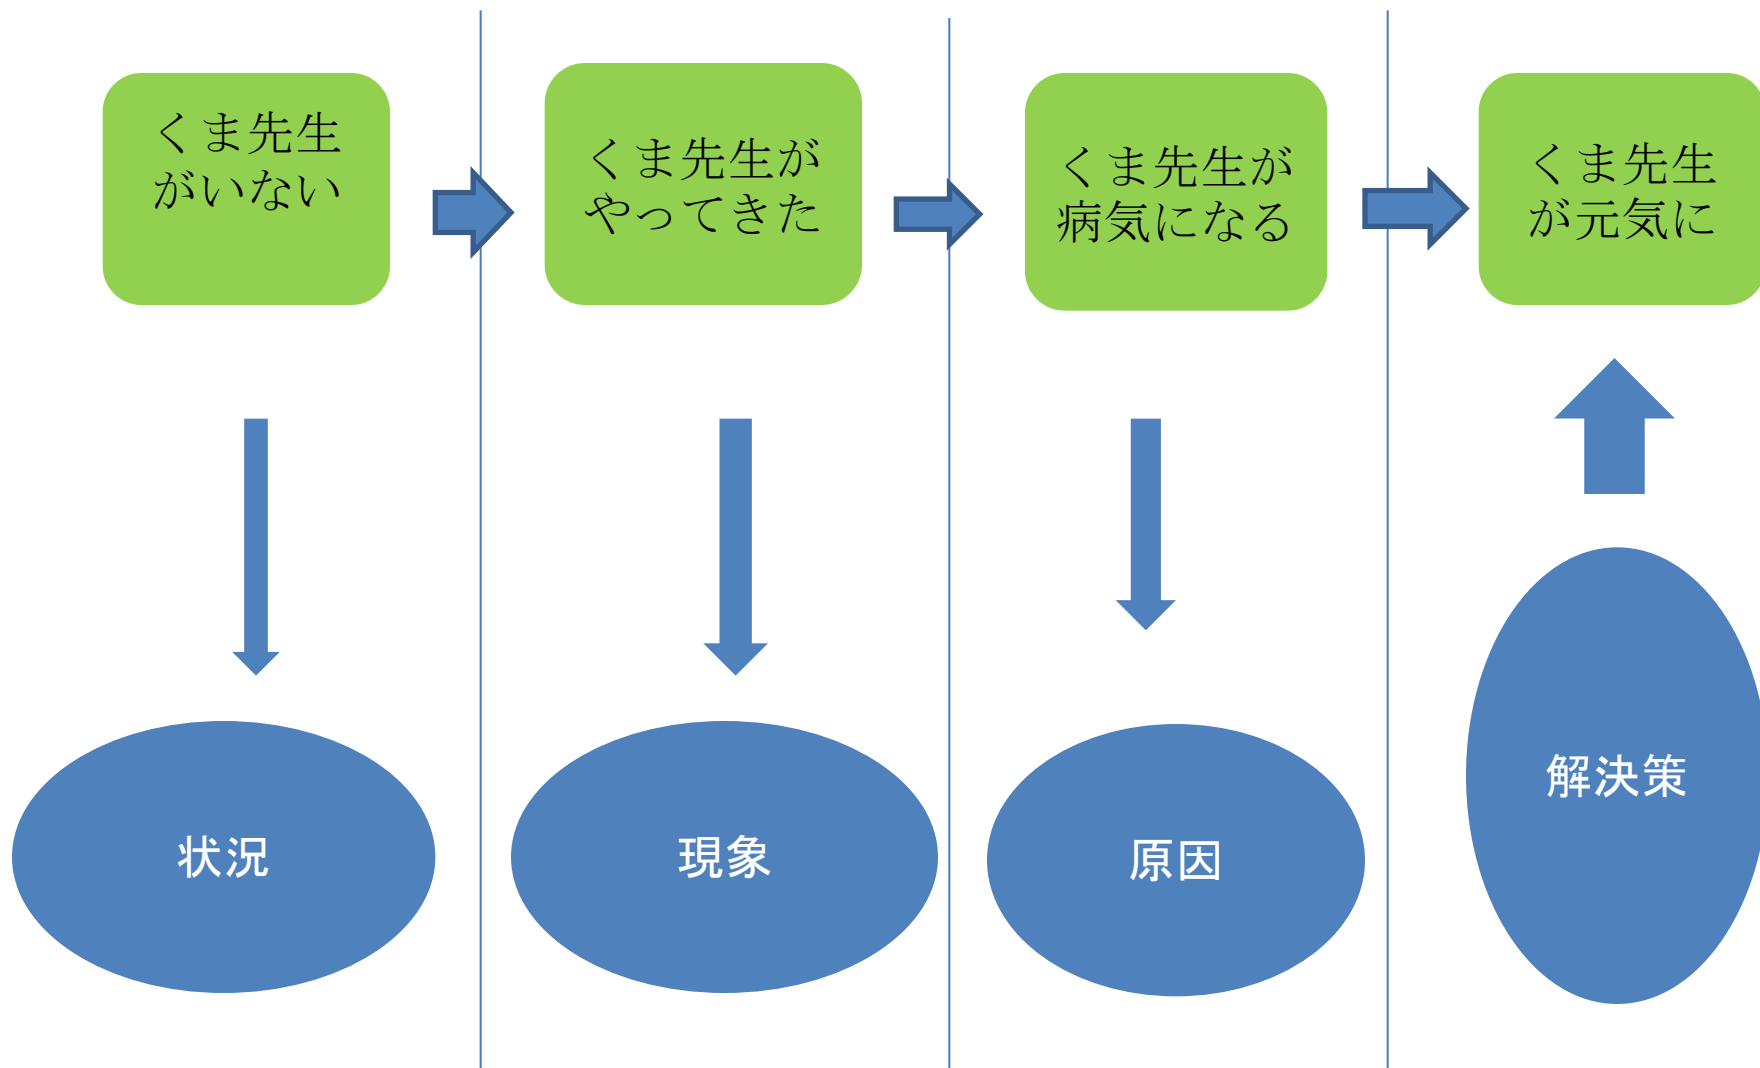 くま先生
がいない
くま先生が
やってきた
くま先生が
病気になる
くま先生
が元気に
状況
現象
原因
解決策